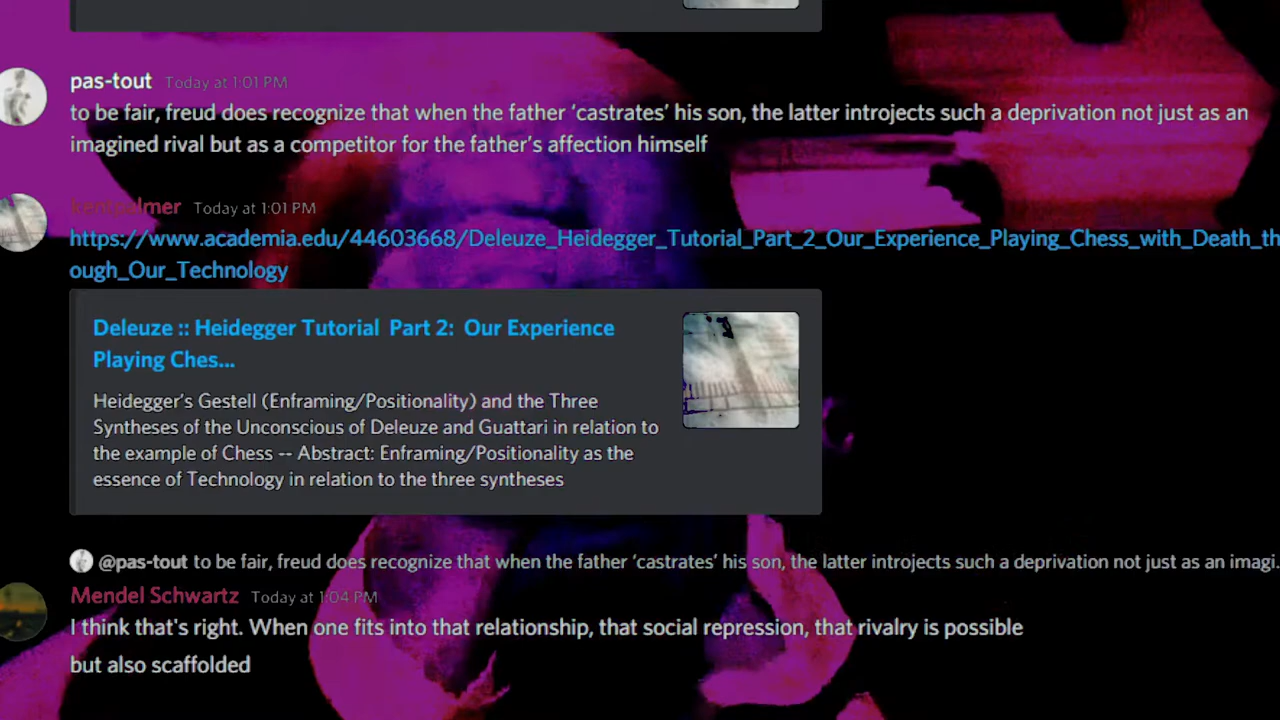 pas-tout Today at 1:01 PM
to be fair, freud does recognize that when the father ‘castrates’ his son, the latter introjects such a deprivation not just as an
imagined rival but as a competitor for the father’s affection himself
kentpalmer Today at 1:01 PM
https://www.academia.edu/44603668/Deleuze_Heidegger_Tutorial_Part_2_Our_Experience_Playing_Chess_with_Death_th
ough_Our_Technology
Deleuze :: Heidegger Tutorial Part 2: Our Experience
Playing Ches...
Heidegger’s Gestell (Enframing/Positionality) and the Three
Syntheses of the Unconscious of Deleuze and Guattari in relation to
the example of Chess -- Abstract: Enframing/Positionality as the
essence of Technology in relation to the three syntheses
@pas-tout to be fair, freud does recognize that when the father ‘castrates’ his son, the latter introjects such a deprivation not just as an imagi.
Mendel Schwartz Today at 1:04 PM
I think that's right. When one fits into that relationship, that social repression, that rivalry is possible
but also scaffolded